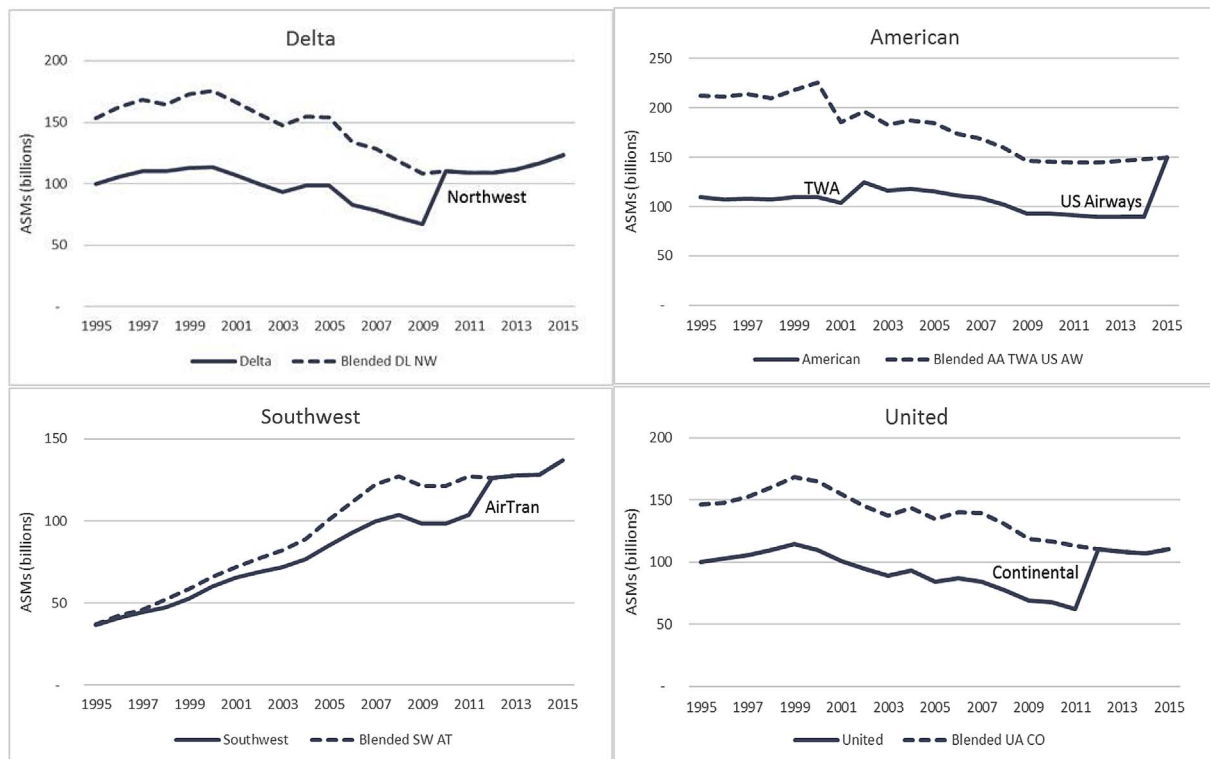 Delta
200
150
100
50
-
ASMs (billions)
Northwest
1995 1997 1999 2001 2003 2005 2007 2009 2011 2013 2015
Delta Blended DL NW
American
250
200
150
100
50
-
ASMs (billions)
TWA
US Airways
1995 1997 1999 2001 2003 2005 2007 2009 2011 2013 2015
American Blended AA TWA US AW
Southwest
150
100
50
-
ASMs (billions)
AirTran
1995 1997 1999 2001 2003 2005 2007 2009 2011 2013 2015
Southwest Blended SW AT
United
200
150
100
50
-
ASMs (billions)
Continental
1995 1997 1999 2001 2003 2005 2007 2009 2011 2013 2015
United Blended UA CO